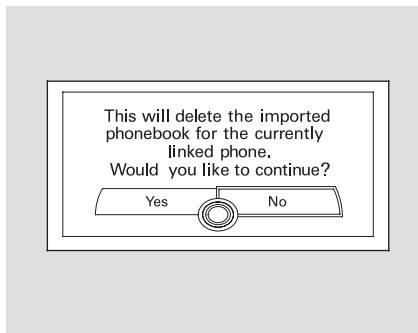 This will delete the imported
phonebook for the currently
linked phone.
Would you like to continue?
Yes No